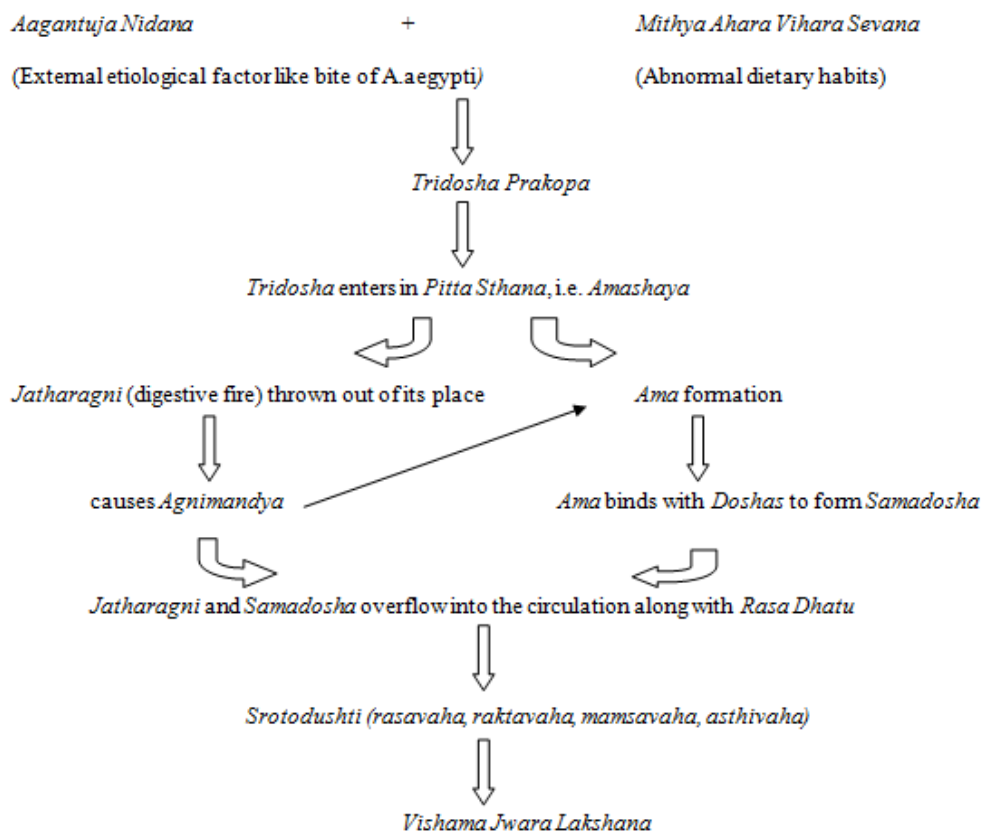 Aagantuja Nidana + Mithya Ahara Vihara Sevana
(External etiological factor like bite of A.aegypti) (Abnormal dietary habits)
Tridosha Prakopa
Tridosha enters in Pitta Sthana, i.e. Amashaya
Jatharagni (digestive fire) thrown out of its place Ama formation
causes Agnimandya Ama binds with Doshas to form Samadosha
Jatharagni and Samadosha overflow into the circulation along with Rasa Dhatu
Srotodushti (rasavaha, raktavaha, mamsavaha, asthivaha)
Vishama Jwara Lakshana